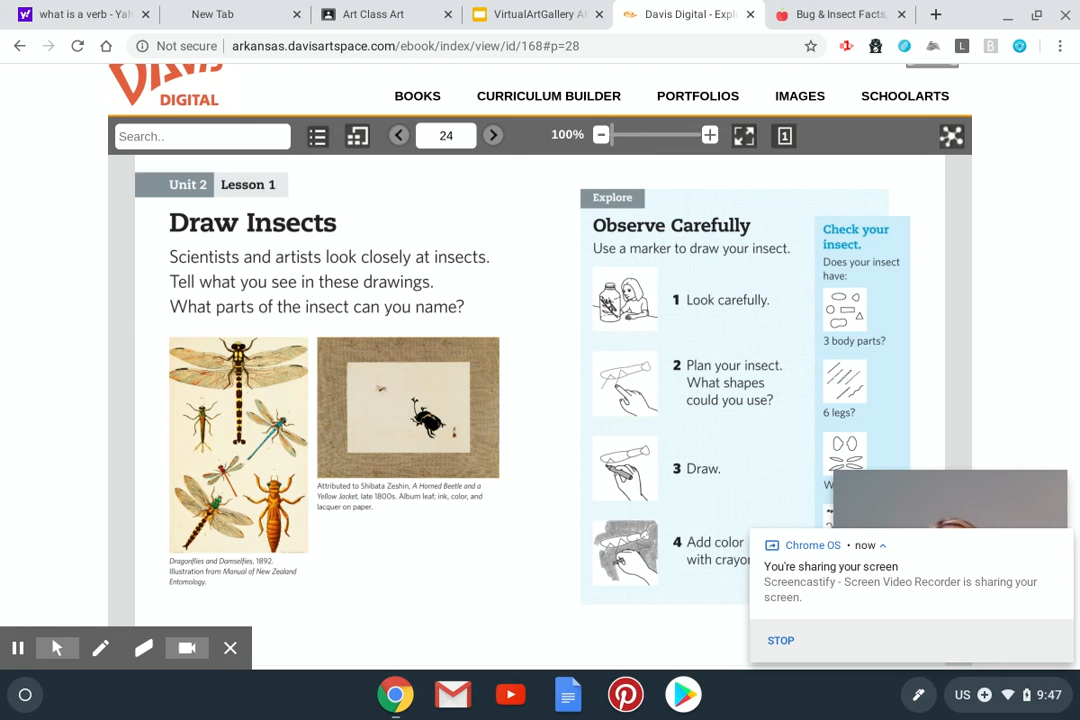 what is a verb - Yah
New Tab
Art Class Art
VirtualArtGallery A
Davis Digital - Expl
Bug & Insect Facts,
Not secure
arkansas.davisartspace.com/ebook/index/view/id/168#p=28
DAVIS
DIGITAL
BOOKS
CURRICULUM BUILDER
PORTFOLIOS
IMAGES
SCHOOLARTS
Search..
24
100%
1
Unit 2 Lesson 1
Draw Insects
Scientists and artists look closely at insects.
Tell what you see in these drawings.
What parts of the insect can you name?
Dragonflies and Damselflies, 1892.
Illustration from Manual of New Zealand
Entomology.
Attributed to Shibata Zeshin, A Horned Beetle and a
Yellow Jacket, late 1800s. Album leaf; ink, color, and
lacquer on paper.
Explore
Observe Carefully
Use a marker to draw your insect.
1 Look carefully.
2 Plan your insect.
What shapes
could you use?
3 Draw.
4 Add color
with crayo
Check your
insect.
Does your insect
have:
3 body parts?
6 legs?
W
Chrome OS • now
You're sharing your screen
Screencastify - Screen Video Recorder is sharing your
screen.
STOP
US
9:47